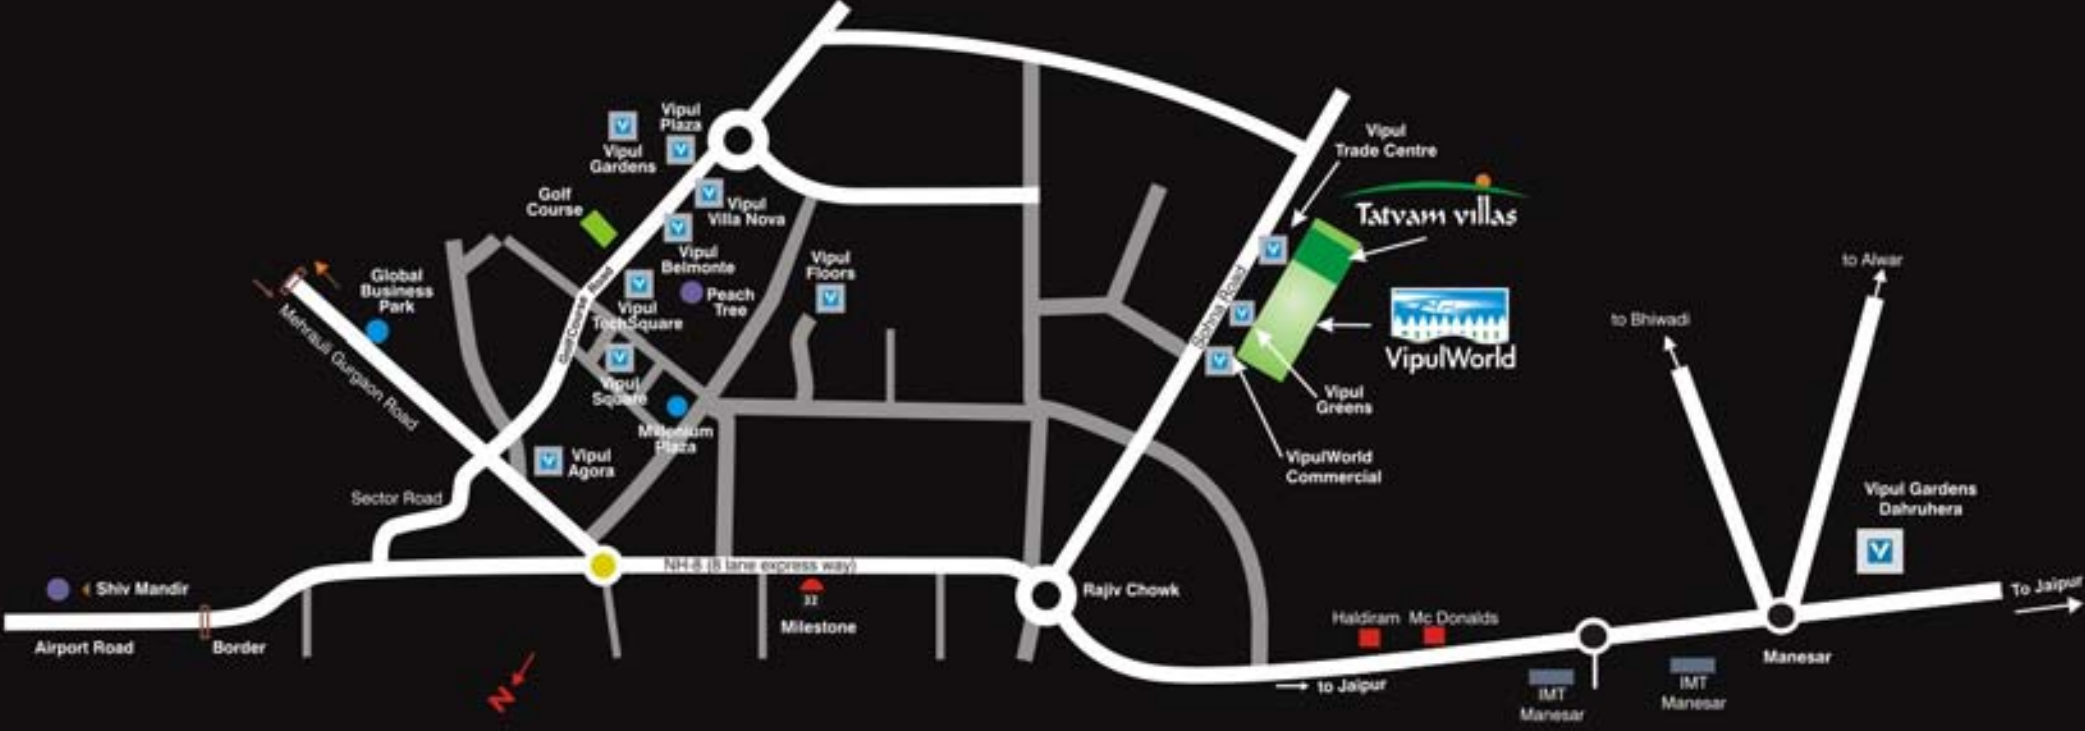 Vipul
Plaza
Vipul
Gardens
Golf
Course
Vipul
Villa Nova
Vipul
Belmonte
Vipul
Floors
Peach
Tree
Vipul
TechSquare
Golf Course Road
Global
Business
Park
Mehrauli Gurgaon Road
Vipul
Square
Millenium
Plaza
Vipul
Agora
Sector Road
Shiv Mandir
Airport Road
Border
N
NH-8 (8 lane express way)
32
Milestone
Rajiv Chowk
Sohna Road
Vipul
Trade Centre
Tatvam villas
VipulWorld
Vipul
Greens
VipulWorld
Commercial
to Alwar
to Bhiwadi
Vipul Gardens
Dahruhera
To Jaipur
Haldiram
Mc Donalds
to Jaipur
IMT
Manesar
IMT
Manesar
Manesar